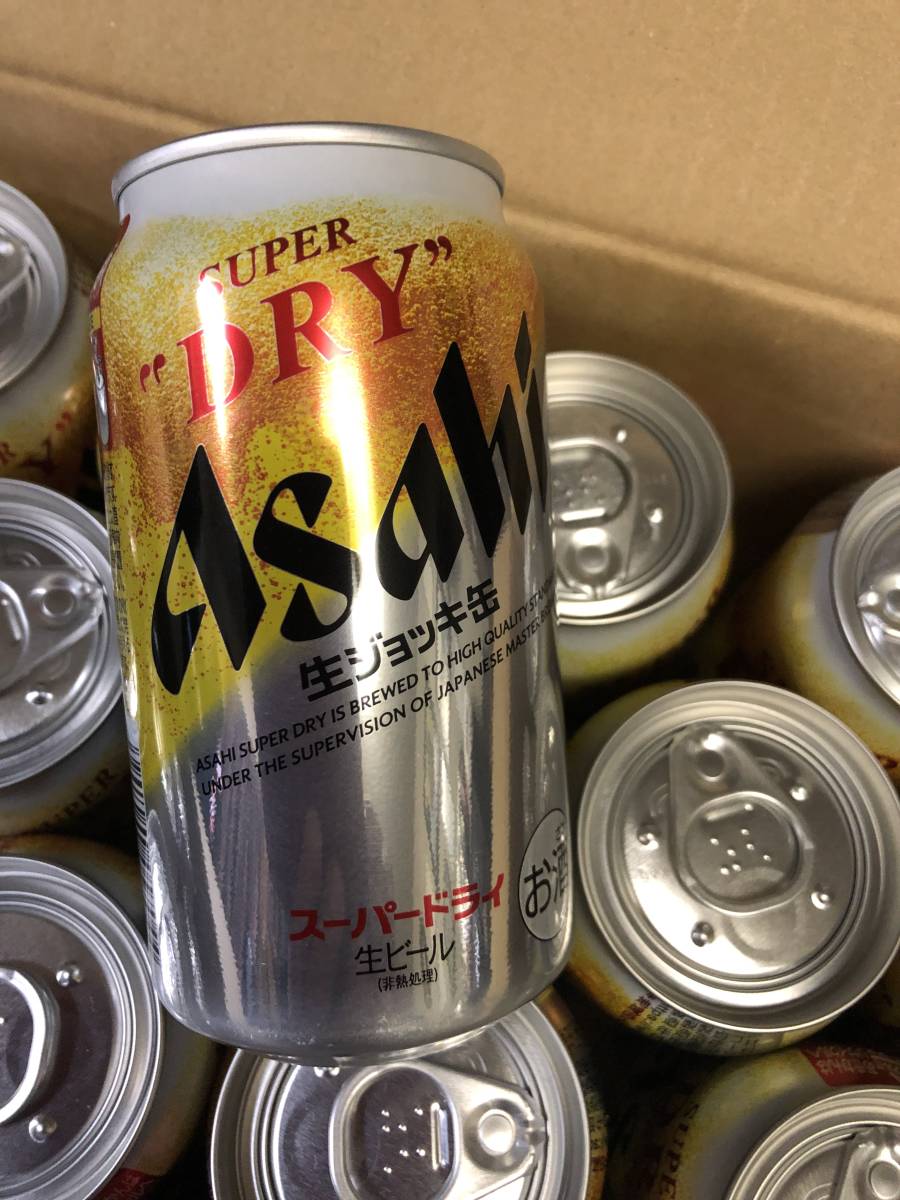 SUPER
“DRY”
Asahi
生ジョッキ缶
ASAHI SUPER DRY IS BREWED TO HIGH QUALITY
UNDER THE SUPERVISION OF JAPANESE MASTER
お酒
スーパードライ
生ビール
(非熱処理)
SUPER